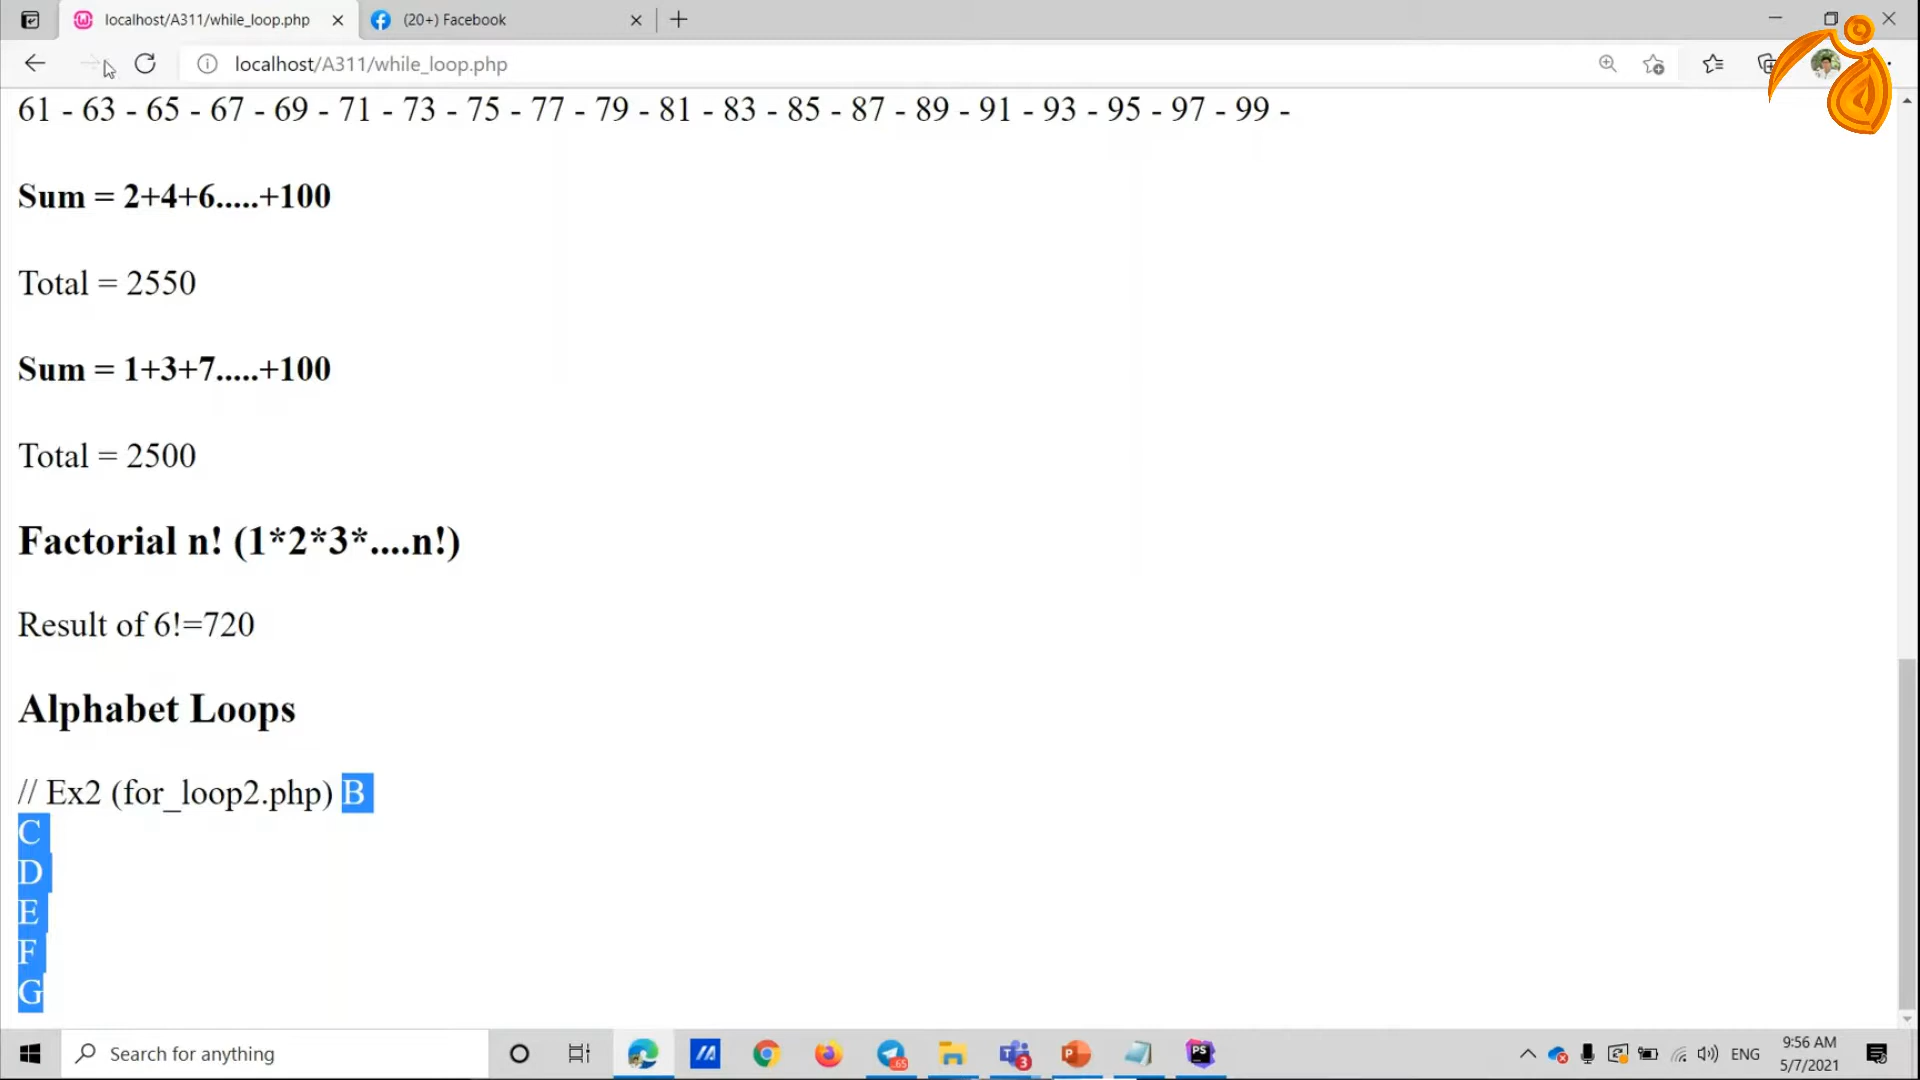 localhost/A311/while_loop.php
(20+) Facebook
localhost/A311/while_loop.php
61 - 63 - 65 - 67 - 69 - 71 - 73 - 75 - 77 - 79 - 81 - 83 - 85 - 87 - 89 - 91 - 93 - 95 - 97 - 99 -
Sum = 2+4+6.....+100
Total = 2550
Sum = 1+3+7.....+100
Total = 2500
Factorial n! (1*2*3*....n!)
Result of 6!=720
Alphabet Loops
// Ex2 (for_loop2.php) B
C
D
E
F
G
Search for anything
ENG
9:56 AM
5/7/2021